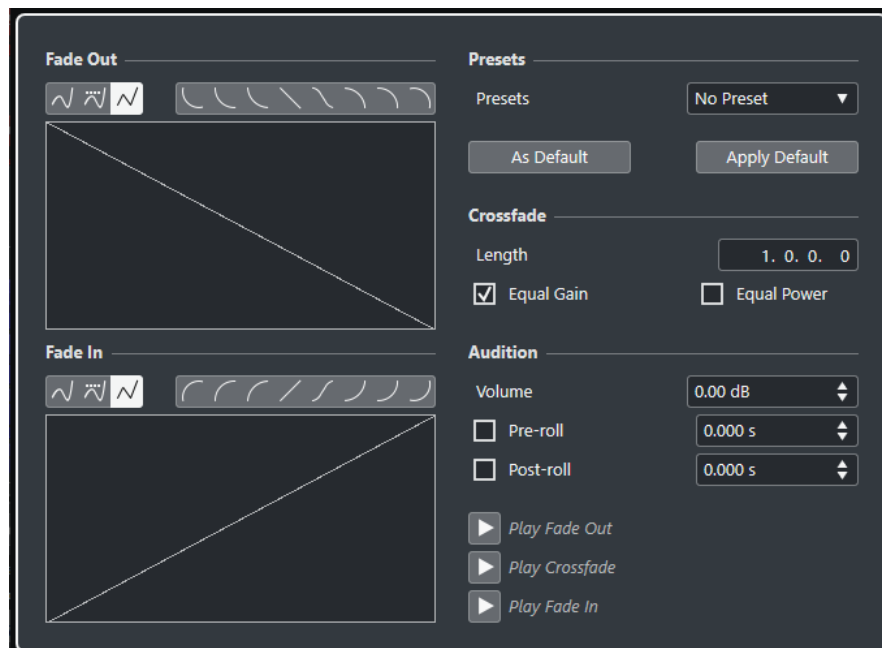 Fade Out
Presets
Presets
No Preset
As Default
Apply Default
Crossfade
Length
1. 0. 0. 0
Equal Gain
Equal Power
Fade In
Audition
Volume
0.00 dB
Pre-roll
0.000 s
Post-roll
0.000 s
Play Fade Out
Play Crossfade
Play Fade In